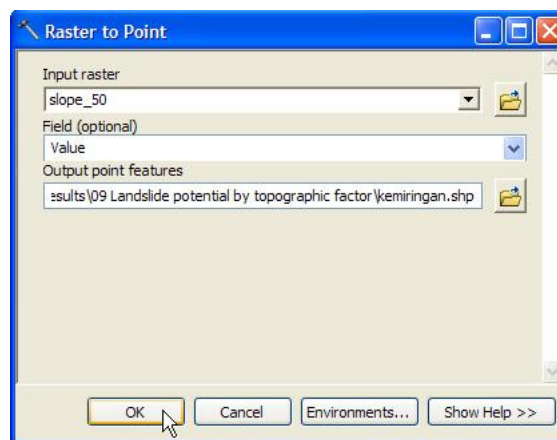 Raster to Point
Input raster
slope_50
Field (optional)
Value
Output point features
esults\09 Landslide potential by topographic factor\kemiringan.shp
OK
Cancel
Environments...
Show Help >>